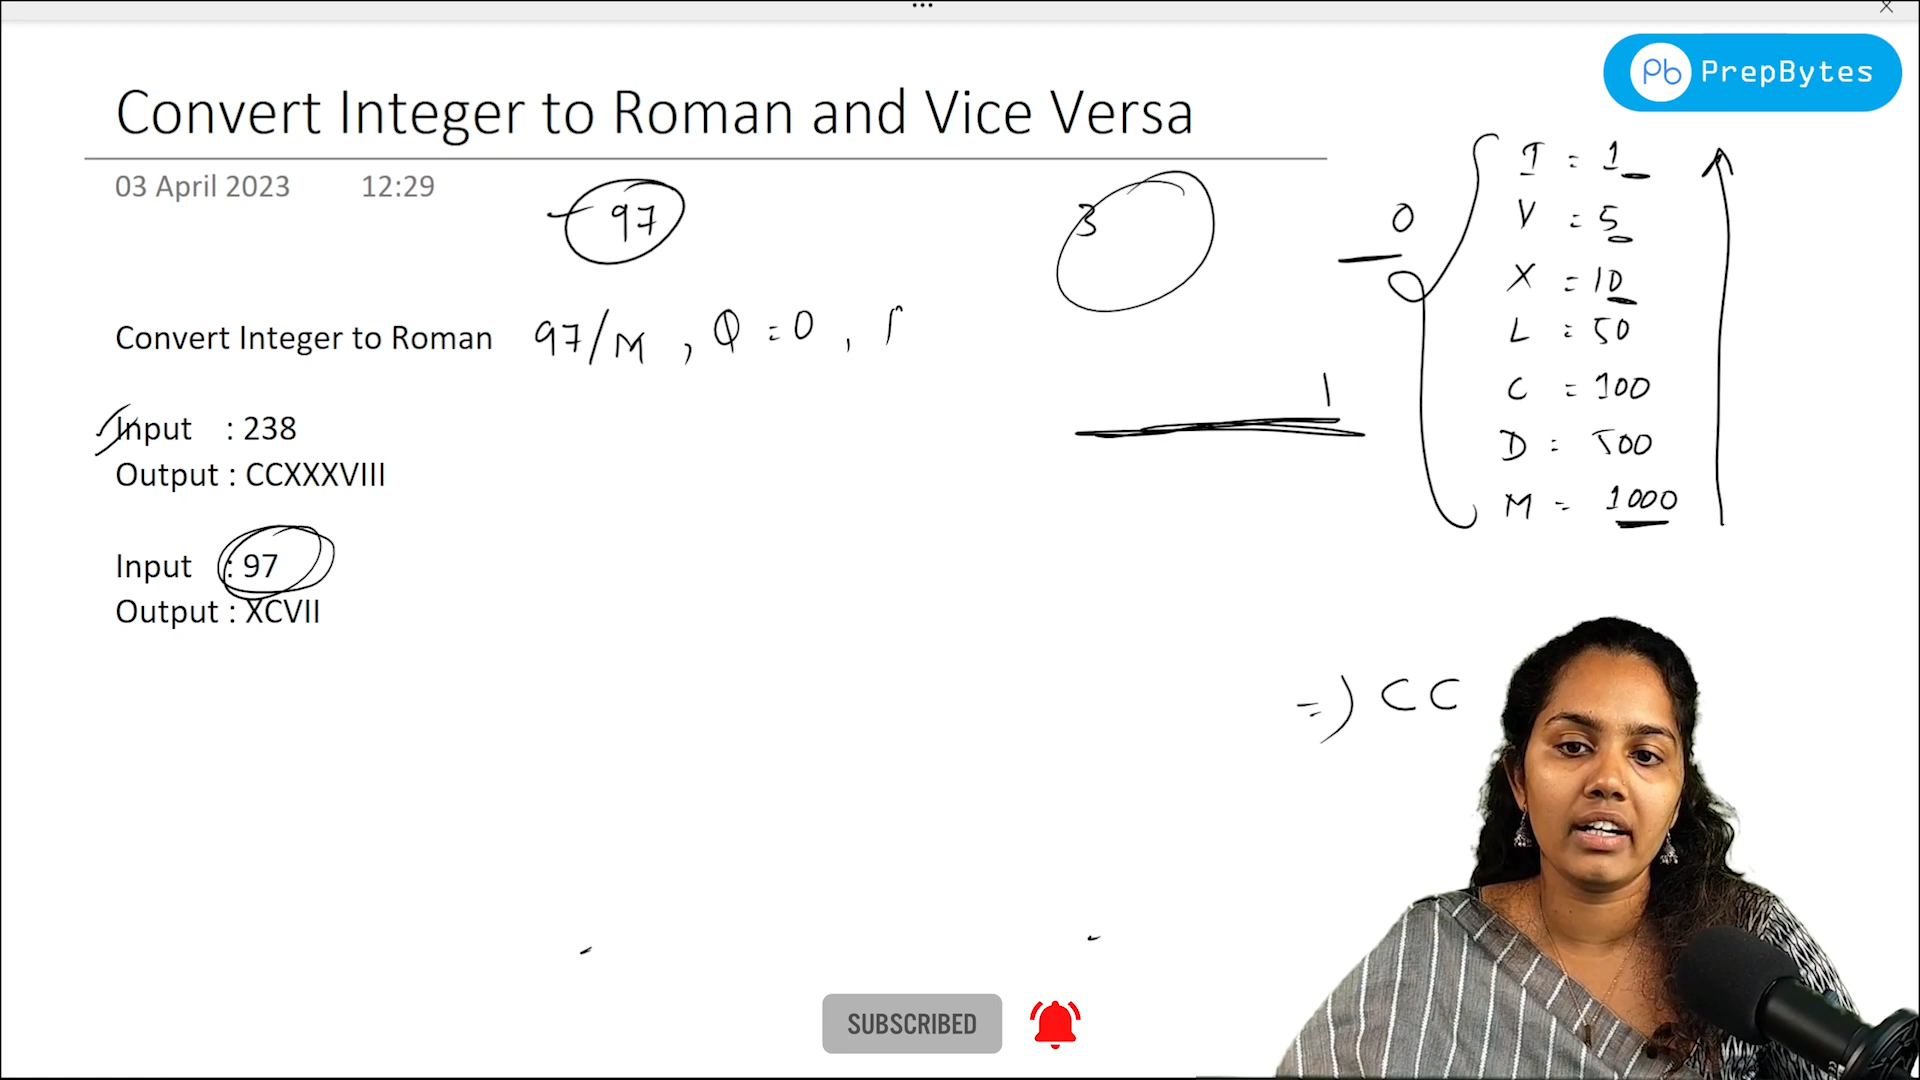 Pb PrepBytes
Convert Integer to Roman and Vice Versa
03 April 2023 12:29
97
3
0
I = 1
V = 5
X = 10
L = 50
C = 100
D = 500
M = 1000
Convert Integer to Roman 97/M , Q = 0 ,
1
Input : 238
Output : CCXXXVIII
Input : 97
Output : XCVII
=) CC
SUBSCRIBED